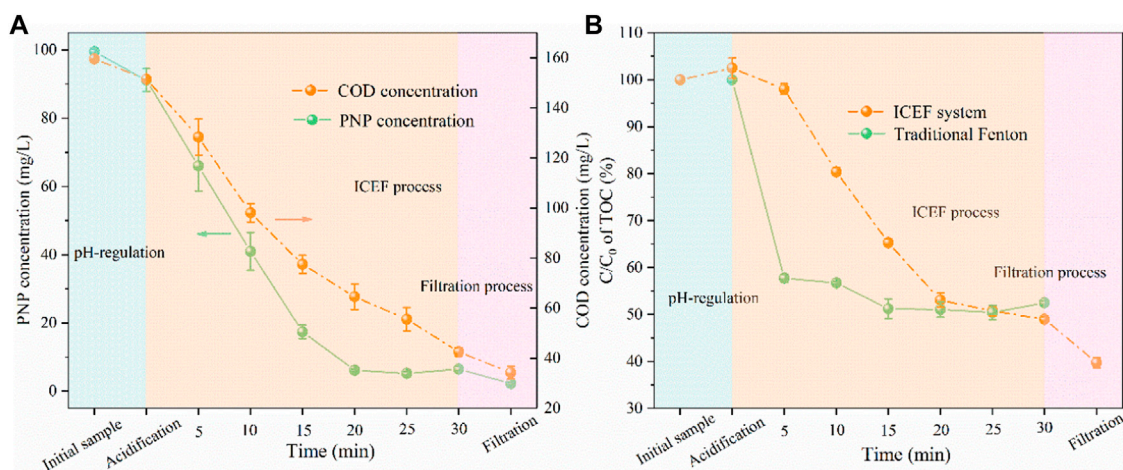 A
PNP concentration (mg/L)
100
80
60
40
20
0
COD concentration
PNP concentration
ICEF process
pH-regulation
Filtration process
160
140
120
100
80
60
40
20
COD concentration (mg/L)
Initial sample
Acidification
5
10
15
20
25
30
Filtration
Time (min)
B
C/C0 of TOC (%)
110
100
90
80
70
60
50
40
30
ICEF system
Traditional Fenton
ICEF process
Filtration process
pH-regulation
Initial sample
Acidification
5
10
15
20
25
30
Filtration
Time (min)